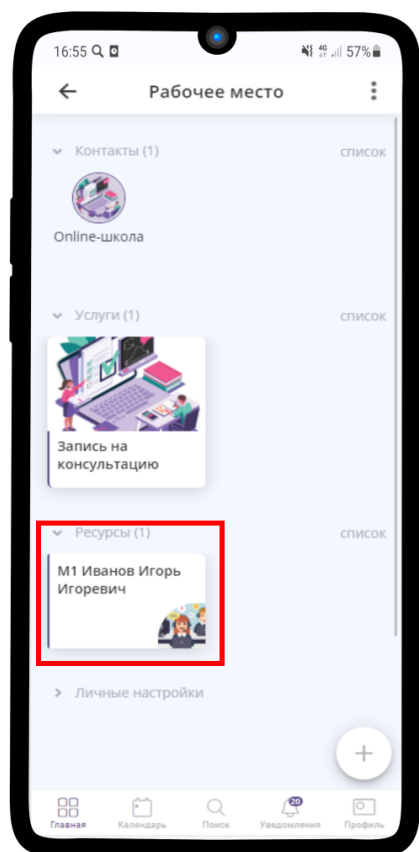 16:55
4G
57%
Рабочее место
Контакты (1)
список
Online-школа
Услуги (1)
список
Запись на
консультацию
Ресурсы (1)
список
М1 Иванов Игорь
Игоревич
Личные настройки
20
Главная
Календарь
Поиск
Уведомления
Профиль